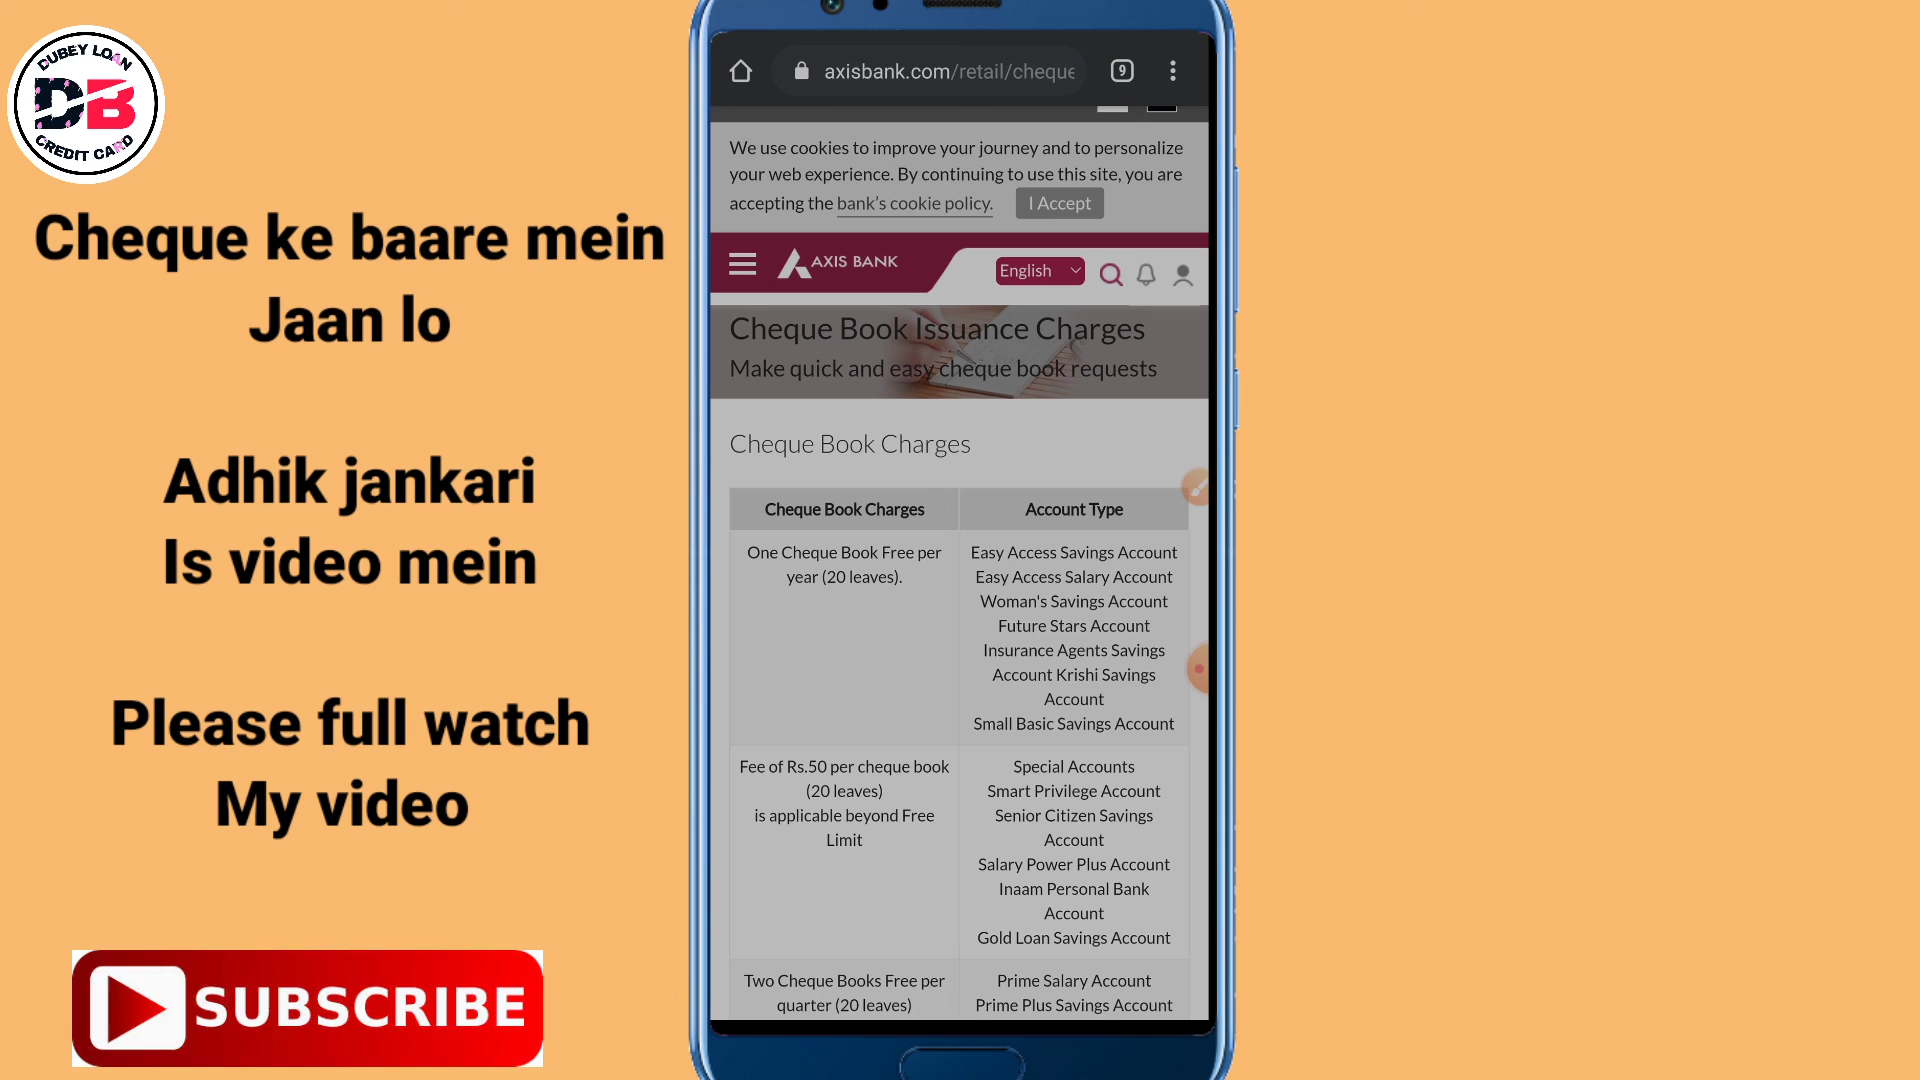 DUBEY LOAN
DB
CREDIT CARD
Cheque ke baare mein
Jaan lo
Adhik jankari
Is video mein
Please full watch
My video
SUBSCRIBE
axisbank.com/retail/cheque
9
We use cookies to improve your journey and to personalize
your web experience. By continuing to use this site, you are
accepting the bank's cookie policy. I Accept
AXIS BANK
English
Cheque Book Issuance Charges
Make quick and easy cheque book requests
Cheque Book Charges
Cheque Book Charges Account Type
One Cheque Book Free per
year (20 leaves).
Easy Access Savings Account
Easy Access Salary Account
Woman's Savings Account
Future Stars Account
Insurance Agents Savings
Account Krishi Savings
Account
Small Basic Savings Account
Fee of Rs.50 per cheque book
(20 leaves)
is applicable beyond Free
Limit
Special Accounts
Smart Privilege Account
Senior Citizen Savings
Account
Salary Power Plus Account
Inaam Personal Bank
Account
Gold Loan Savings Account
Two Cheque Books Free per
quarter (20 leaves)
Prime Salary Account
Prime Plus Savings Account